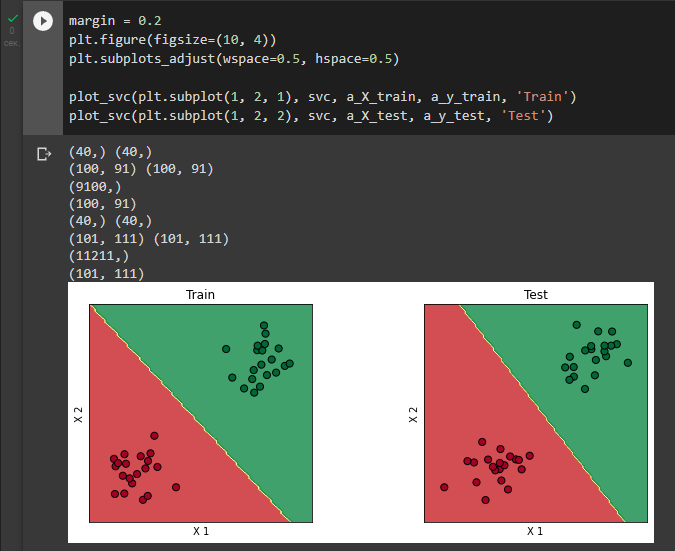 0
сек.
margin = 0.2
plt.figure(figsize=(10, 4))
plt.subplots_adjust(wspace=0.5, hspace=0.5)
plot_svc(plt.subplot(1, 2, 1), svc, a_X_train, a_y_train, 'Train')
plot_svc(plt.subplot(1, 2, 2), svc, a_X_test, a_y_test, 'Test')
(40,) (40,)
(100, 91) (100, 91)
(9100,)
(100, 91)
(40,) (40,)
(101, 111) (101, 111)
(11211,)
(101, 111)
Train
X 2
X 1
Test
X 2
X 1